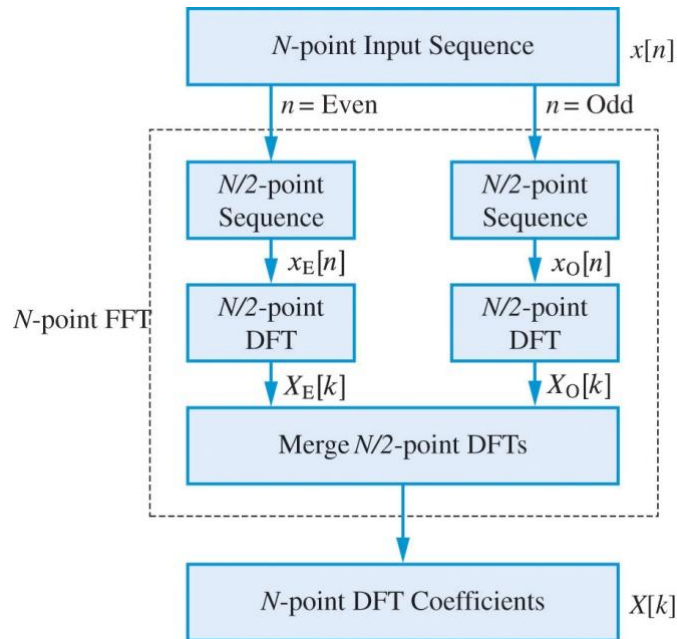 N-point Input Sequence x[n]
n = Even n = Odd
N/2-point Sequence N/2-point Sequence
x_E[n] x_O[n]
N-point FFT
N/2-point DFT N/2-point DFT
X_E[k] X_O[k]
Merge N/2-point DFTs
N-point DFT Coefficients X[k]